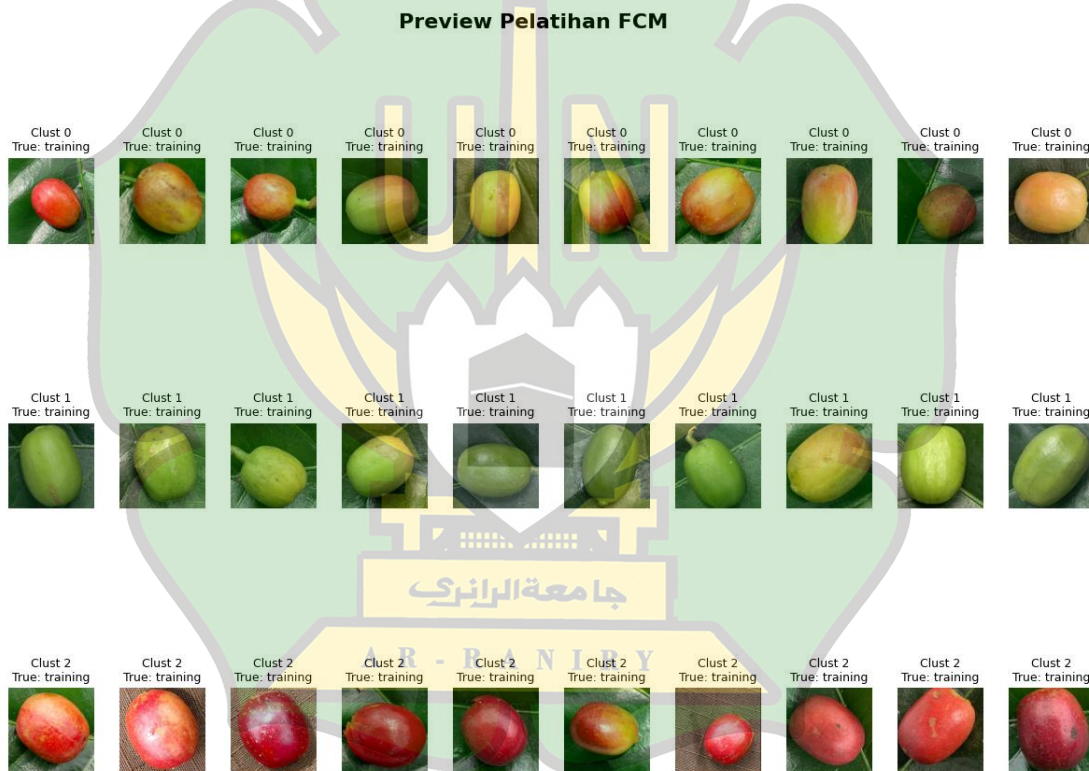 Preview Pelatihan FCM
Clust 0 Clust 0 Clust 0 Clust 0 Clust 0 Clust 0 Clust 0 Clust 0 Clust 0 Clust 0
True: training True: training True: training True: training True: training True: training True: training True: training True: training True: training
UIN
Clust 1 Clust 1 Clust 1 Clust 1 Clust 1 Clust 1 Clust 1 Clust 1 Clust 1 Clust 1
True: training True: training True: training True: training True: training True: training True: training True: training True: training True: training
جامعة الرانري
AR-RANIRY
Clust 2 Clust 2 Clust 2 Clust 2 Clust 2 Clust 2 Clust 2 Clust 2 Clust 2 Clust 2
True: training True: training True: training True: training True: training True: training True: training True: training True: training True: training